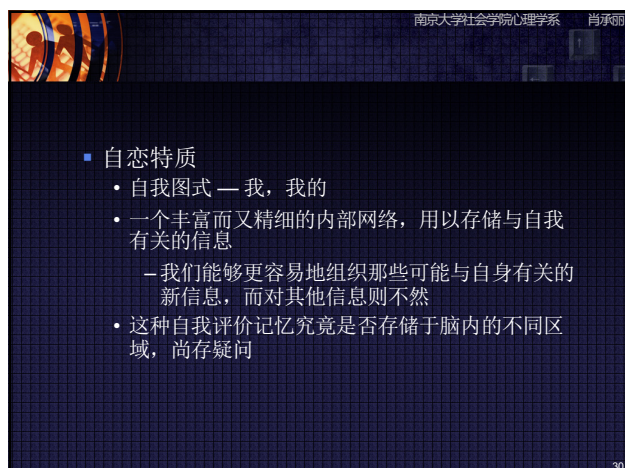 南京大学社会学院心理学系 肖承丽
自恋特质
• 自我图式 — 我，我的
• 一个丰富而又精细的内部网络，用以存储与自我
有关的信息
– 我们能够更容易地组织那些可能与自身有关的
新信息，而对其他信息则不然
• 这种自我评价记忆究竟是否存储于脑内的不同区
域，尚存疑问
30